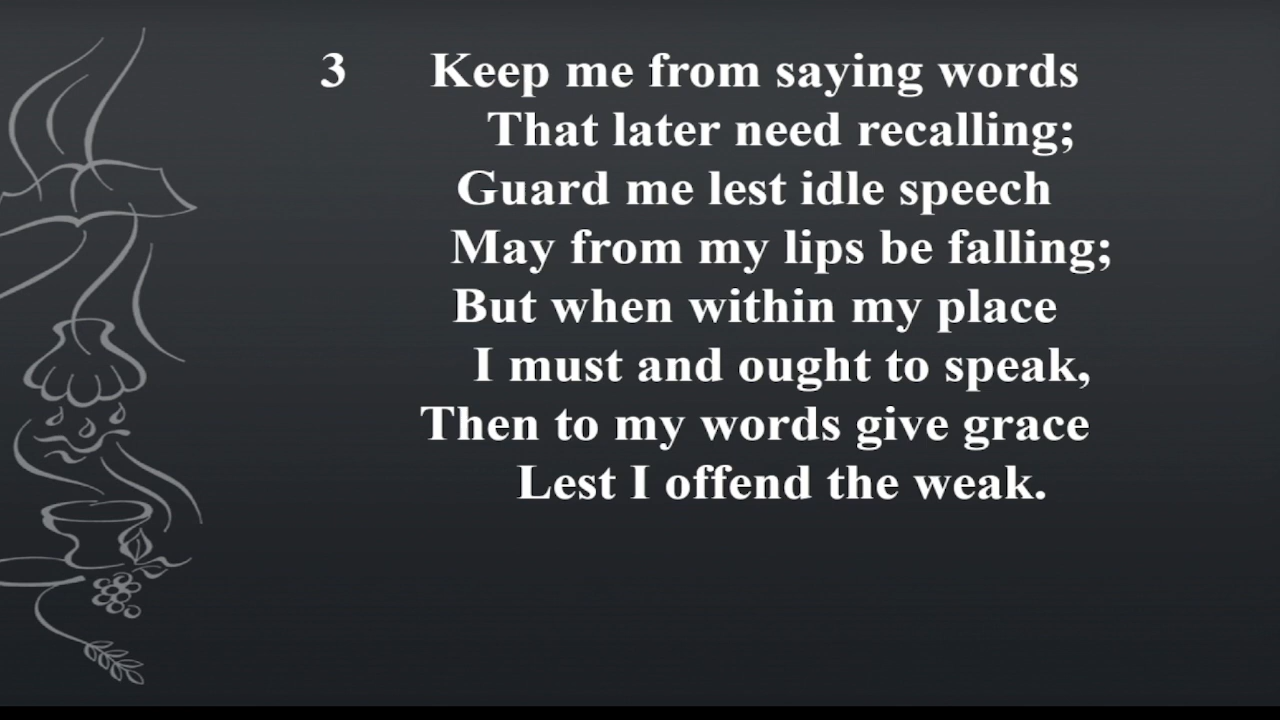 3 Keep me from saying words
That later need recalling;
Guard me lest idle speech
May from my lips be falling;
But when within my place
I must and ought to speak,
Then to my words give grace
Lest I offend the weak.